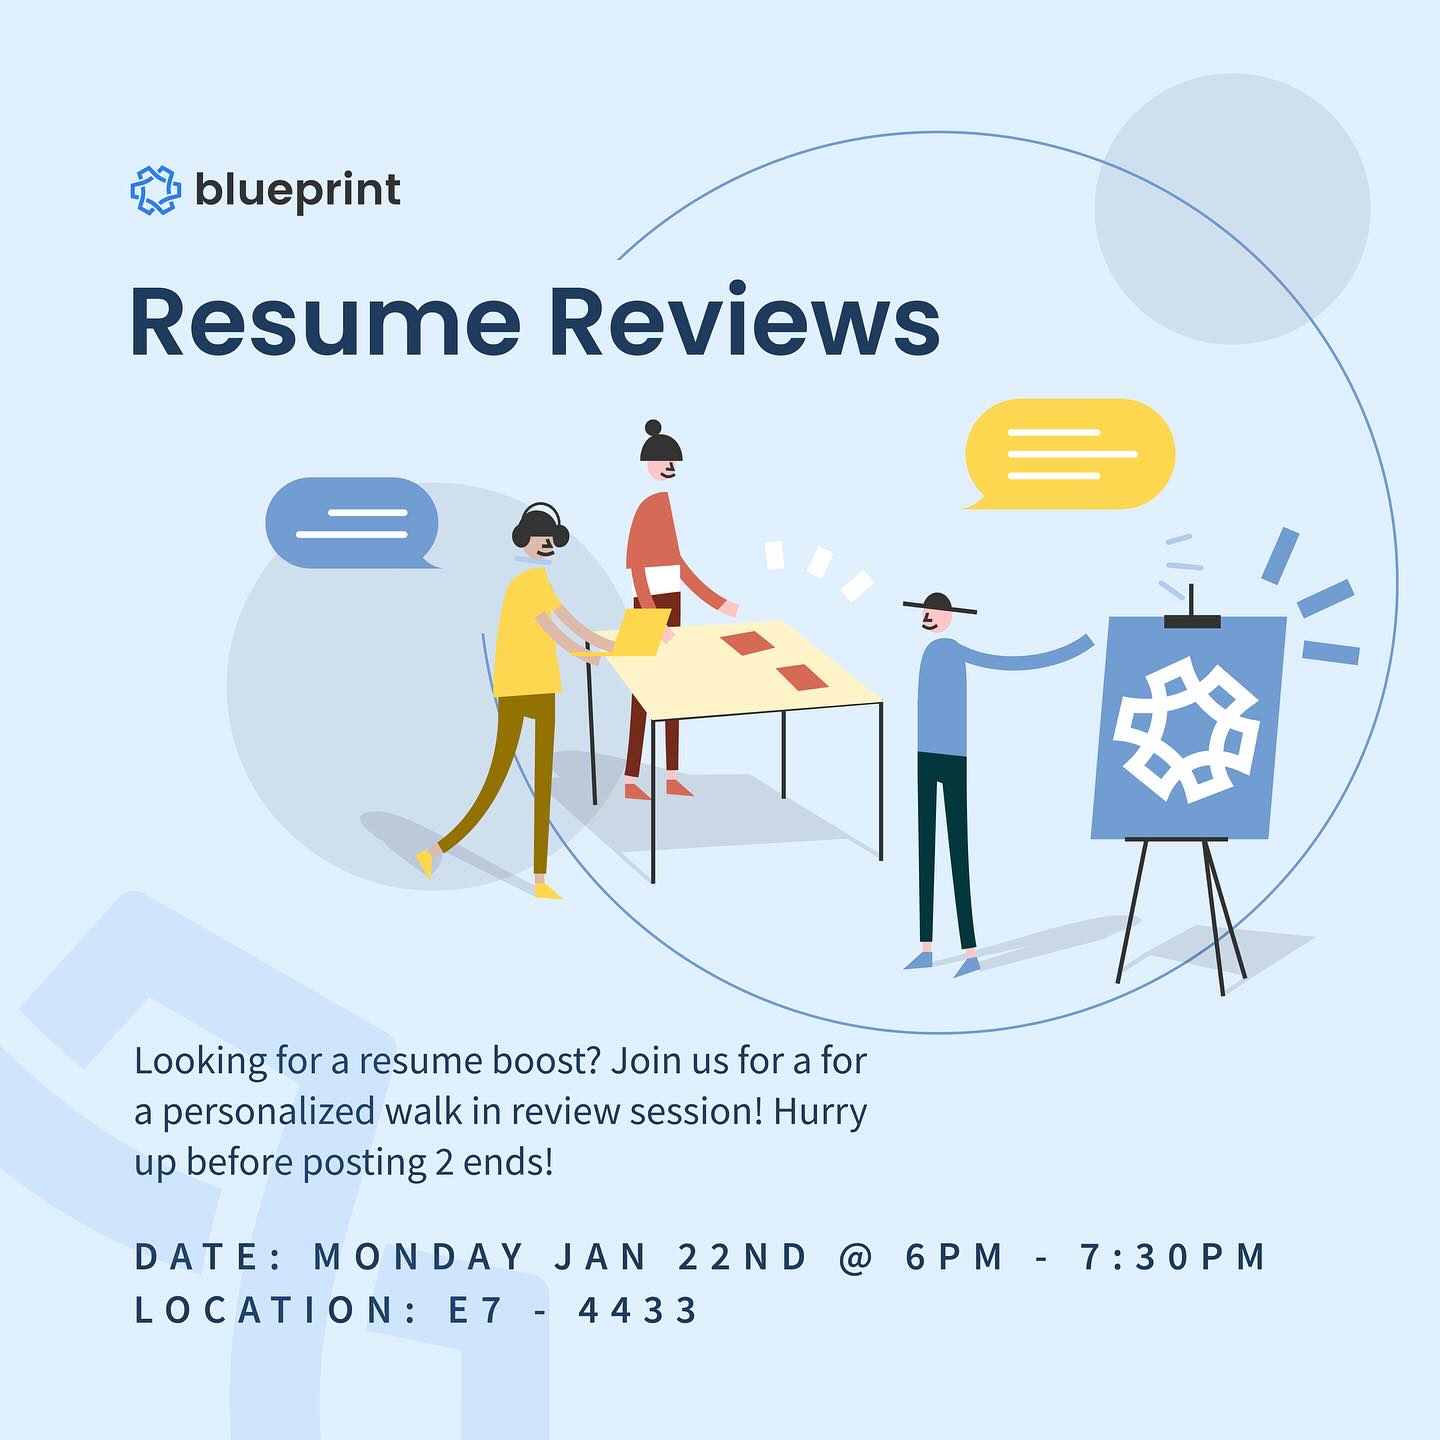 blueprint
Resume Reviews
Looking for a resume boost? Join us for a for
a personalized walk in review session! Hurry
up before posting 2 ends!
DATE: MONDAY JAN 22ND @ 6PM - 7:30PM
LOCATION: E7 - 4433